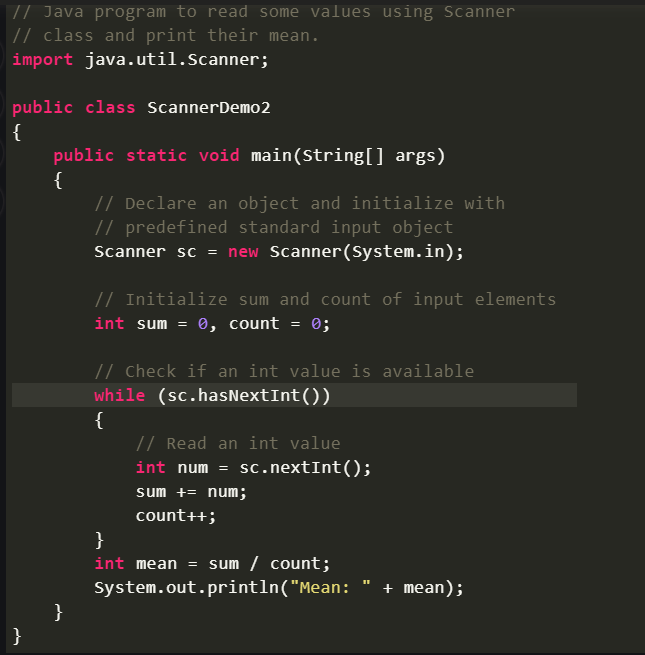 // Java program to read some values using Scanner
// class and print their mean.
import java.util.Scanner;

public class ScannerDemo2
{
    public static void main(String[] args)
    {
        // Declare an object and initialize with
        // predefined standard input object
        Scanner sc = new Scanner(System.in);

        // Initialize sum and count of input elements
        int sum = 0, count = 0;

        // Check if an int value is available
        while (sc.hasNextInt())
        {
            // Read an int value
            int num = sc.nextInt();
            sum += num;
            count++;
        }
        int mean = sum / count;
        System.out.println("Mean: " + mean);
    }
}